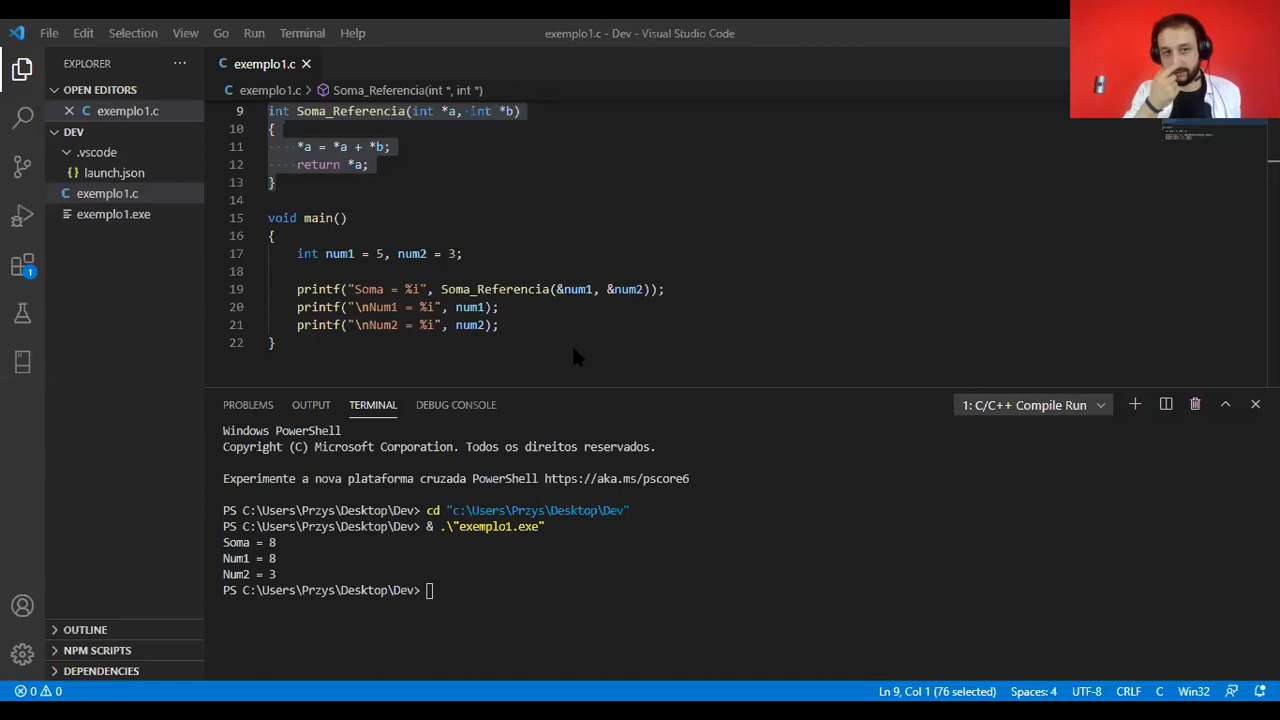 File Edit Selection View Go Run Terminal Help
exemplo1.c - Dev - Visual Studio Code
EXPLORER
exemplo1.c
OPEN EDITORS
exemplo1.c > Soma_Referencia(int *, int *)
exemplo1.c
DEV
.vscode
launch.json
exemplo1.c
exemplo1.exe
9 int Soma_Referencia(int *a, int *b)
10 {
11 *a = *a + *b;
12 return *a;
13 }
14
15 void main()
16 {
17 int num1 = 5, num2 = 3;
18
19 printf("Soma = %i", Soma_Referencia(&num1, &num2));
20 printf("\nNum1 = %i", num1);
21 printf("\nNum2 = %i", num2);
22 }
1
PROBLEMS OUTPUT TERMINAL DEBUG CONSOLE
1: C/C++ Compile Run
Windows PowerShell
Copyright (C) Microsoft Corporation. Todos os direitos reservados.
Experimente a nova plataforma cruzada PowerShell https://aka.ms/pscore6
PS C:\Users\Przys\Desktop\Dev> cd "c:\Users\Przys\Desktop\Dev"
PS C:\Users\Przys\Desktop\Dev> & .\"exemplo1.exe"
Soma = 8
Num1 = 8
Num2 = 3
PS C:\Users\Przys\Desktop\Dev>
OUTLINE
NPM SCRIPTS
DEPENDENCIES
0 0
Ln 9, Col 1 (76 selected) Spaces: 4 UTF-8 CRLF C Win32